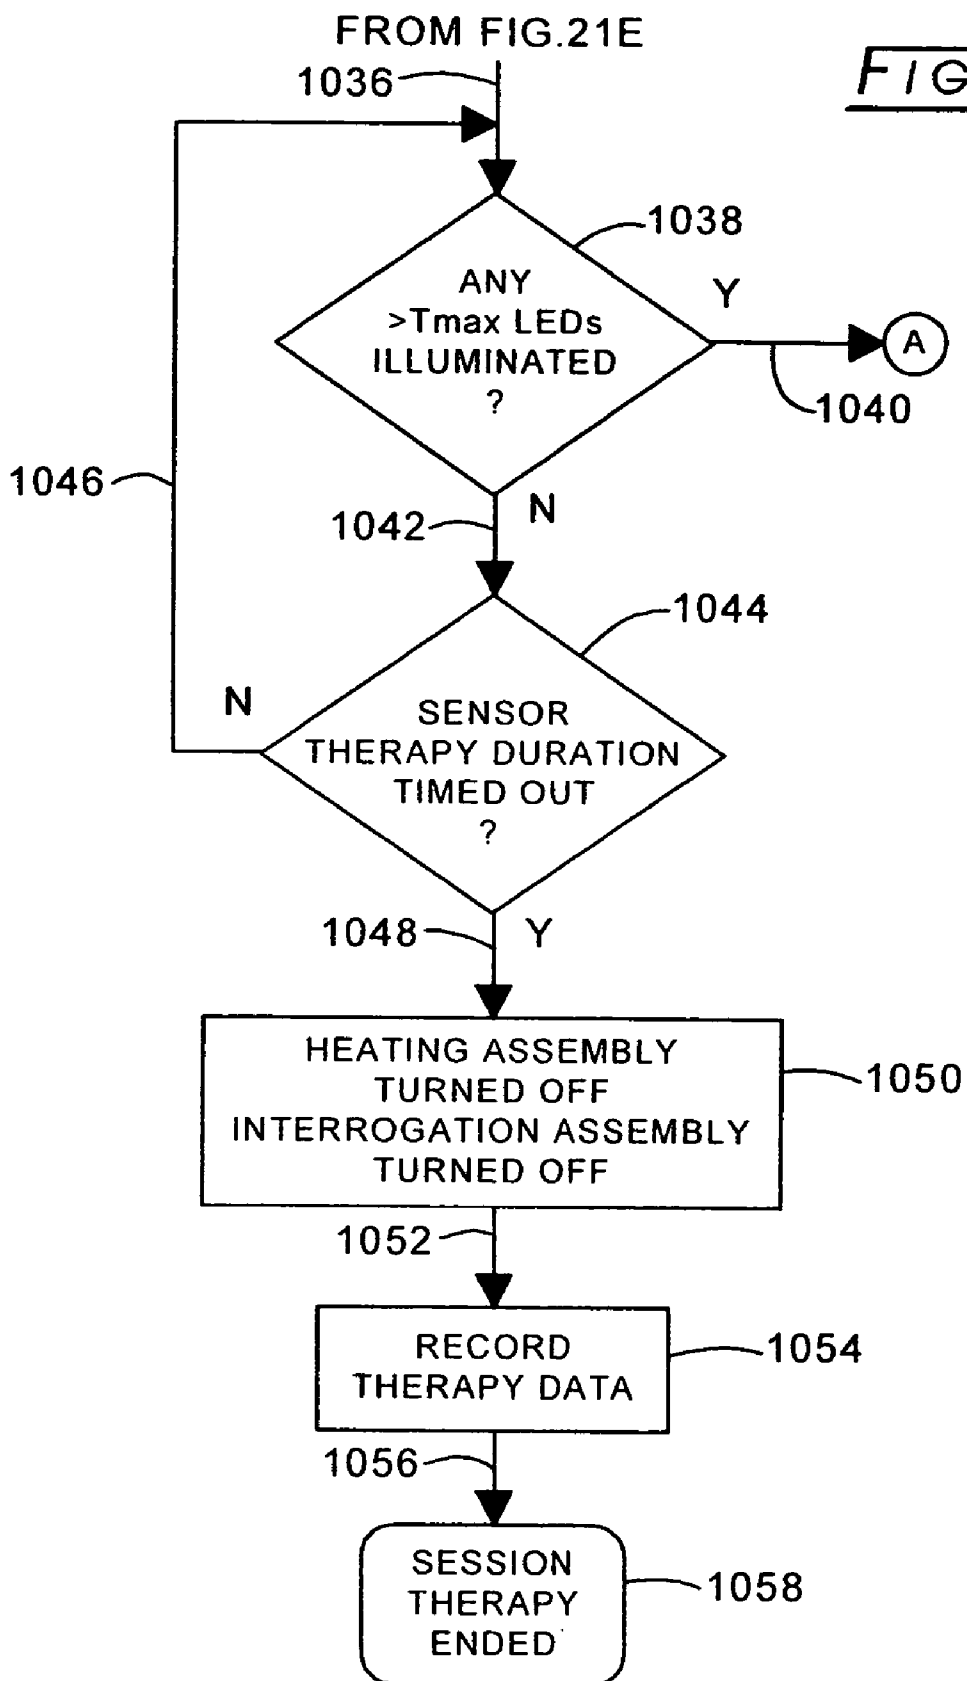 FROM FIG.21E
FIG
1036
1038
ANY
>Tmax LEDs
ILLUMINATED
?
Y
A
1040
1046
1042
N
1044
N
SENSOR
THERAPY DURATION
TIMED OUT
?
1048
Y
HEATING ASSEMBLY
TURNED OFF
INTERROGATION ASSEMBLY
TURNED OFF
1050
1052
RECORD
THERAPY DATA
1054
1056
SESSION
THERAPY
ENDED
1058